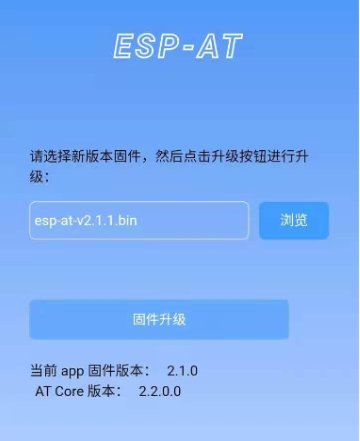 ESP-AT
请选择新版本固件，然后点击升级按钮进行升
级：
esp-at-v2.1.1.bin
浏览
固件升级
当前 app 固件版本： 2.1.0
AT Core 版本： 2.2.0.0